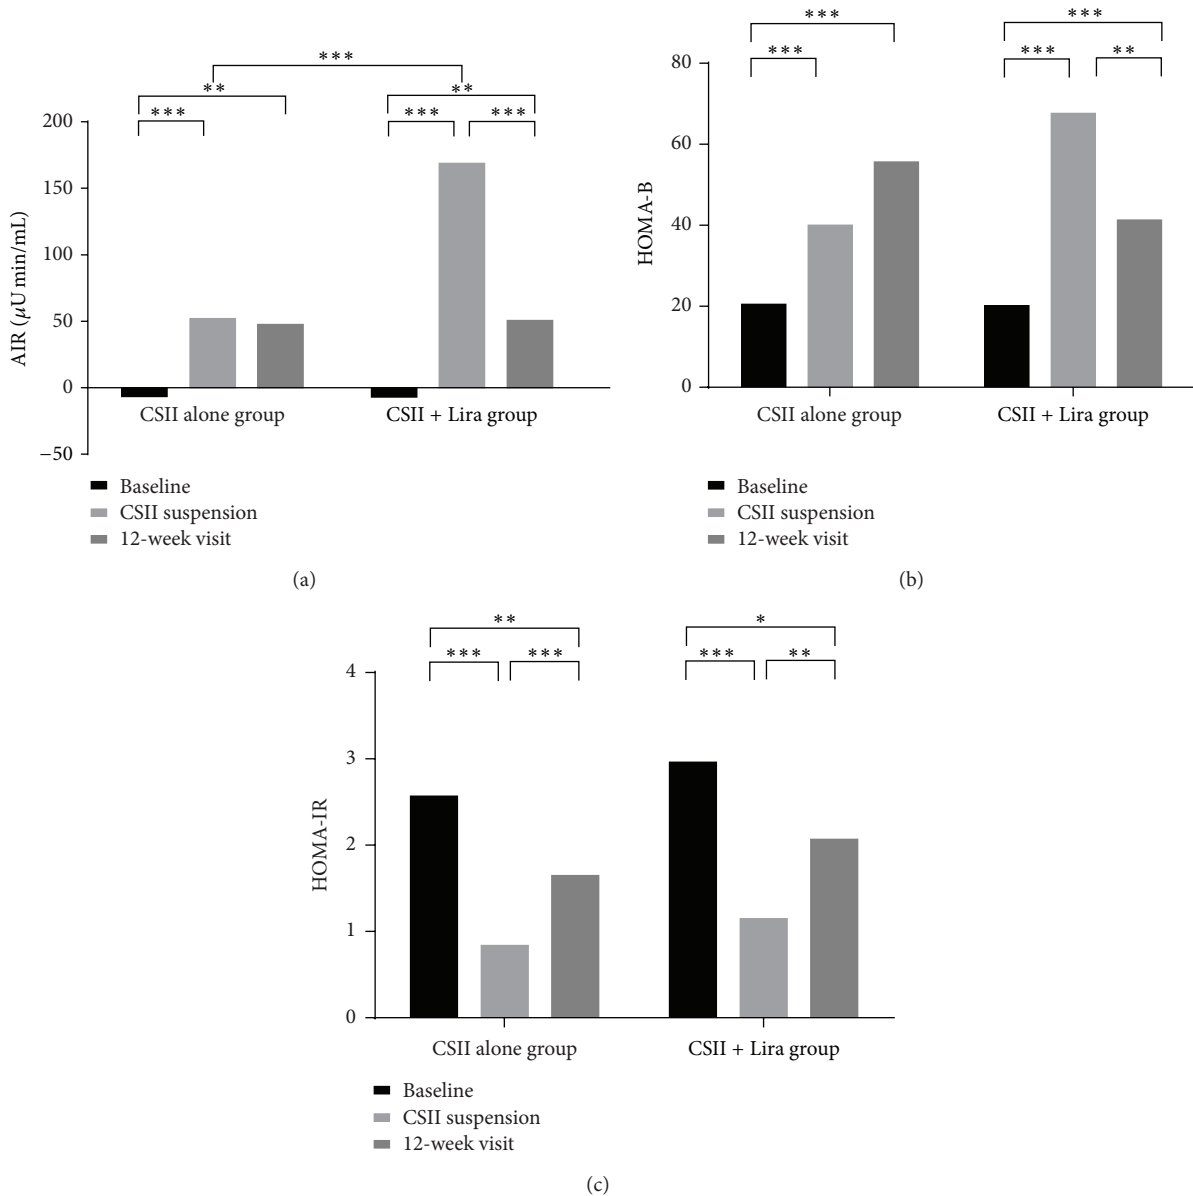 ***
**
***
200
150
100
50
0
−50
AIR (μU min/mL)
***
**
***
***
CSII alone group
CSII + Lira group
Baseline
CSII suspension
12-week visit
(a)
***
***
***
***
**
80
60
40
20
0
HOMA-B
CSII alone group
CSII + Lira group
Baseline
CSII suspension
12-week visit
(b)
**
***
***
*
***
**
4
3
2
1
0
HOMA-IR
CSII alone group
CSII + Lira group
Baseline
CSII suspension
12-week visit
(c)